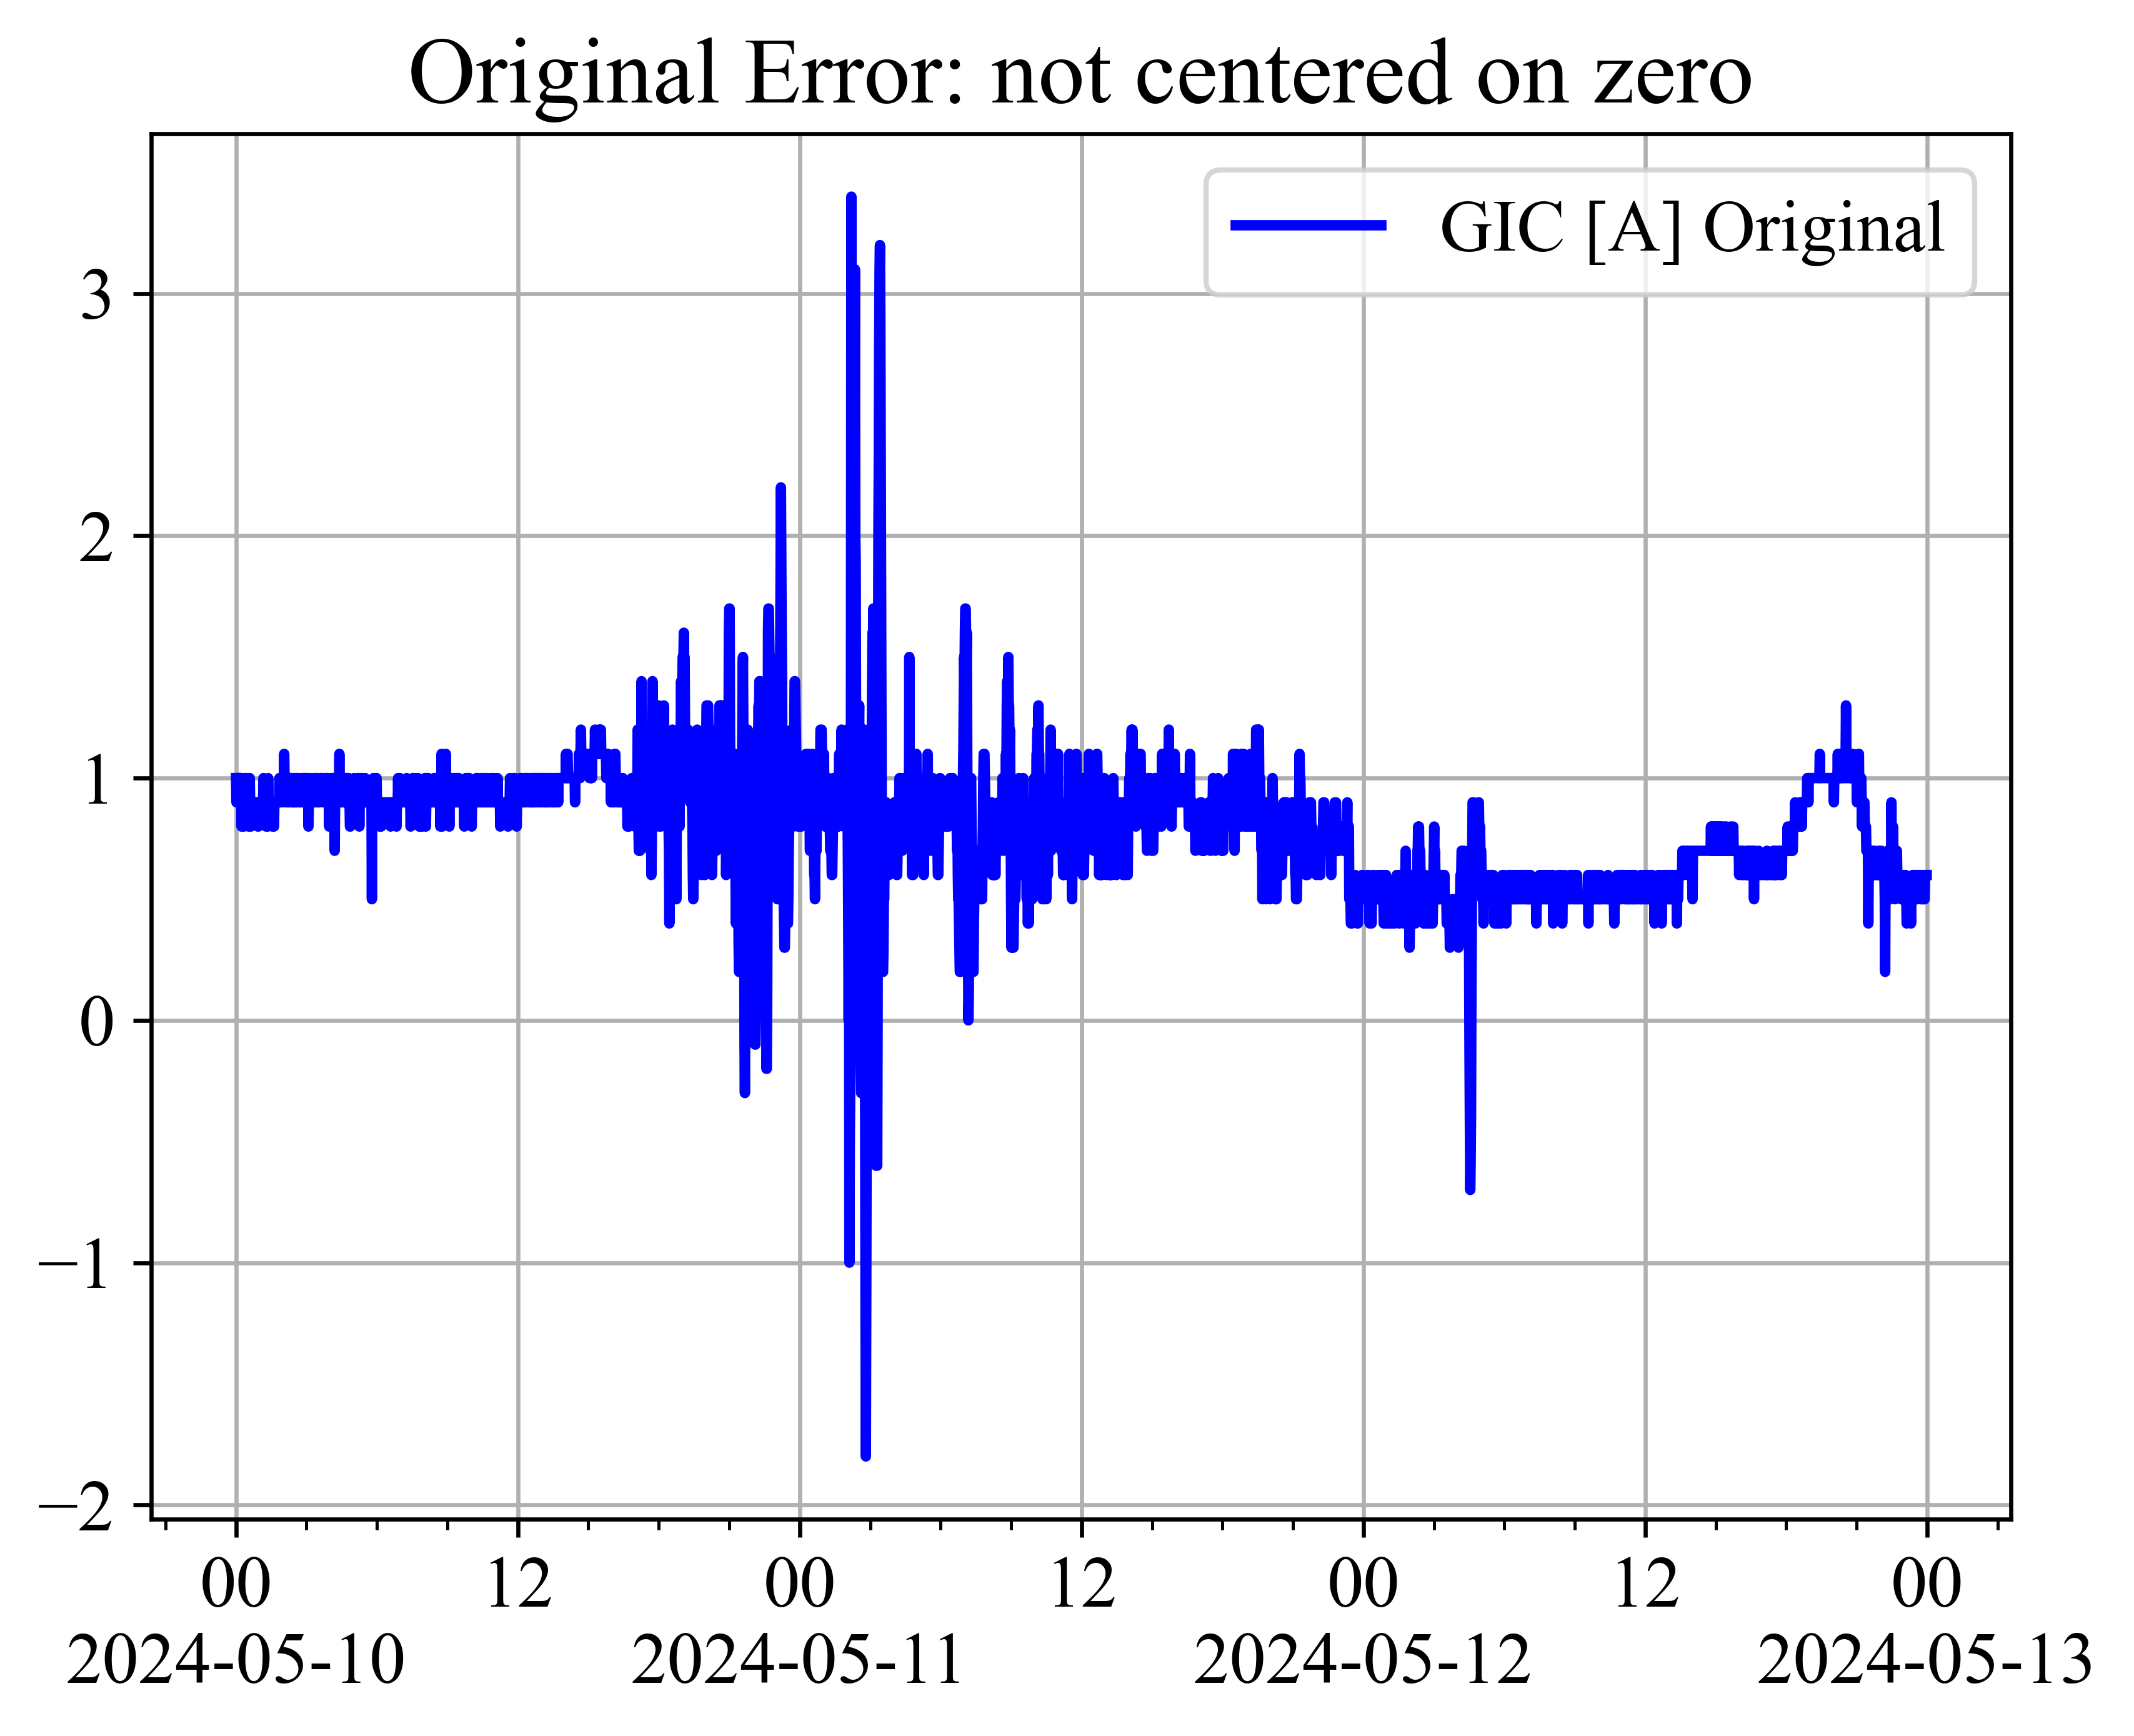 Original Error: not centered on zero
GIC [A] Original
3
2
1
0
−1
−2
00 12 00 12 00 12 00
2024-05-10 2024-05-11 2024-05-12 2024-05-13